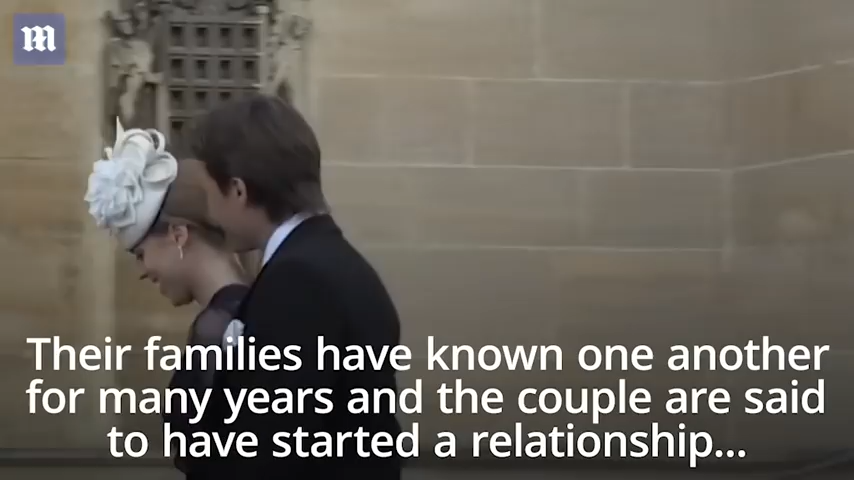 m
Their families have known one another
for many years and the couple are said
to have started a relationship...